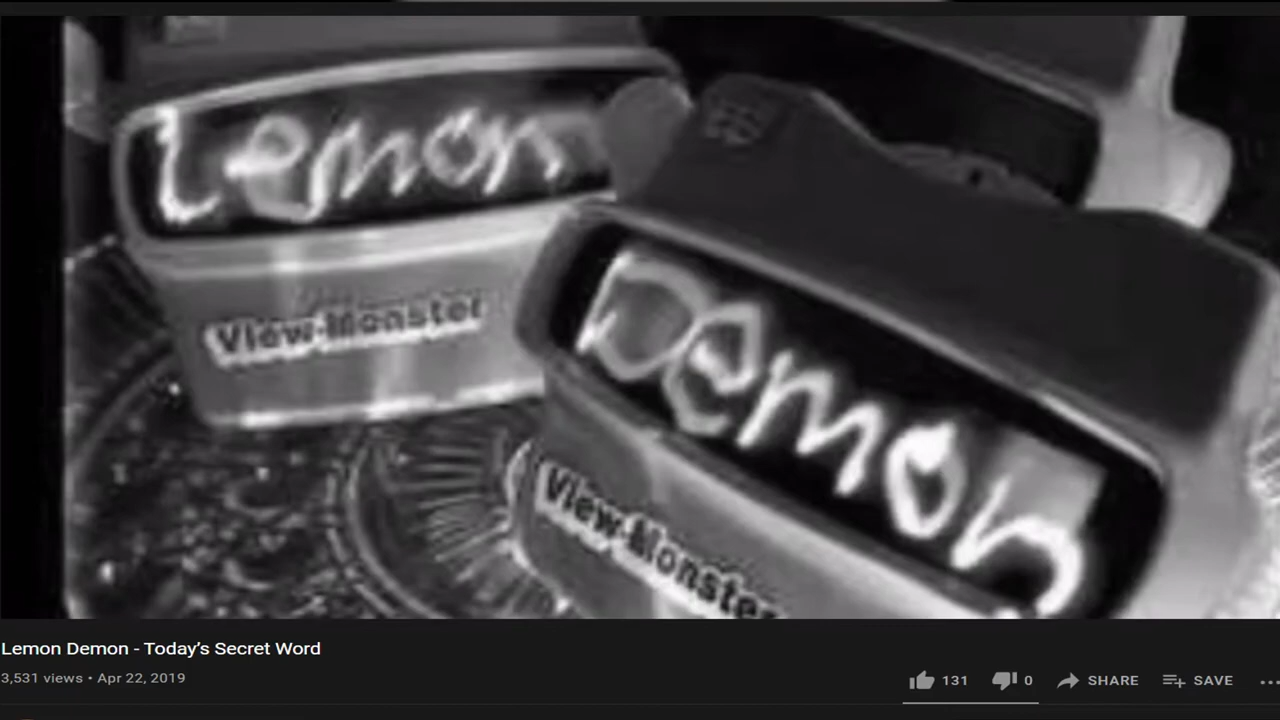 Lemon
View-Monster
Demon
View-Monster
Lemon Demon - Today's Secret Word
3,531 views • Apr 22, 2019
131
0
SHARE
SAVE